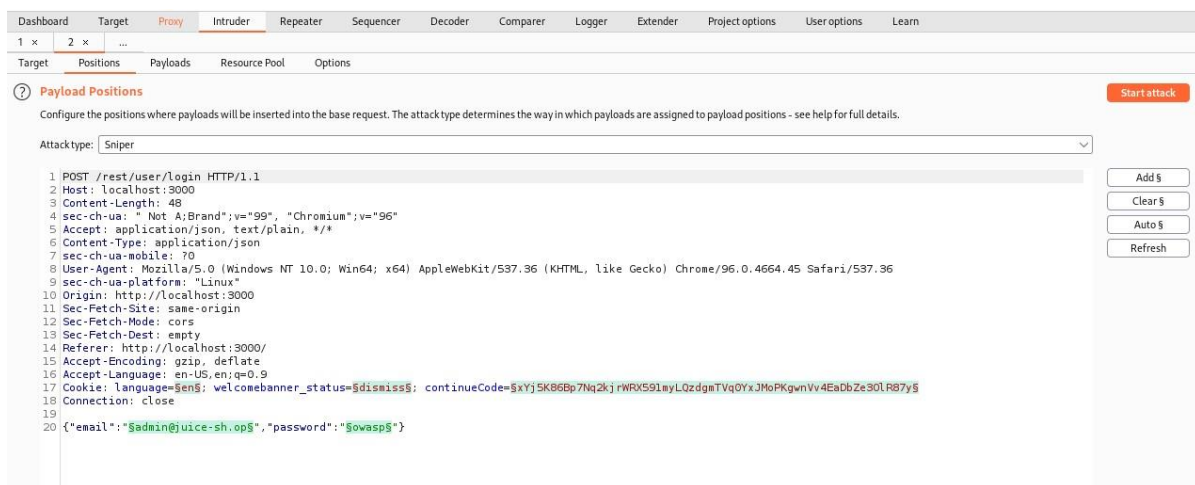 Dashboard Target Proxy Intruder Repeater Sequencer Decoder Comparer Logger Extender Project options User options Learn
1 × 2 × ...
Target Positions Payloads Resource Pool Options
? Payload Positions
Start attack
Configure the positions where payloads will be inserted into the base request. The attack type determines the way in which payloads are assigned to payload positions - see help for full details.
Attack type: Sniper
1 POST /rest/user/login HTTP/1.1
2 Host: localhost:3000
3 Content-Length: 48
4 sec-ch-ua: " Not A;Brand";v="99", "Chromium";v="96"
5 Accept: application/json, text/plain, */*
6 Content-Type: application/json
7 sec-ch-ua-mobile: ?0
8 User-Agent: Mozilla/5.0 (Windows NT 10.0; Win64; x64) AppleWebKit/537.36 (KHTML, like Gecko) Chrome/96.0.4664.45 Safari/537.36
9 sec-ch-ua-platform: "Linux"
10 Origin: http://localhost:3000
11 Sec-Fetch-Site: same-origin
12 Sec-Fetch-Mode: cors
13 Sec-Fetch-Dest: empty
14 Referer: http://localhost:3000/
15 Accept-Encoding: gzip, deflate
16 Accept-Language: en-US,en;q=0.9
17 Cookie: language=§en§; welcomebanner_status=§dismiss§; continueCode=§xYj5K86Bp7Nq2kjrWRX591myLQzdgmTVqOYxJMoPKgwnVv4EaDbZe3OlR87y§
18 Connection: close
19
20 {"email":"§admin@juice-sh.op§","password":"§owasp§"}
Add §
Clear §
Auto §
Refresh